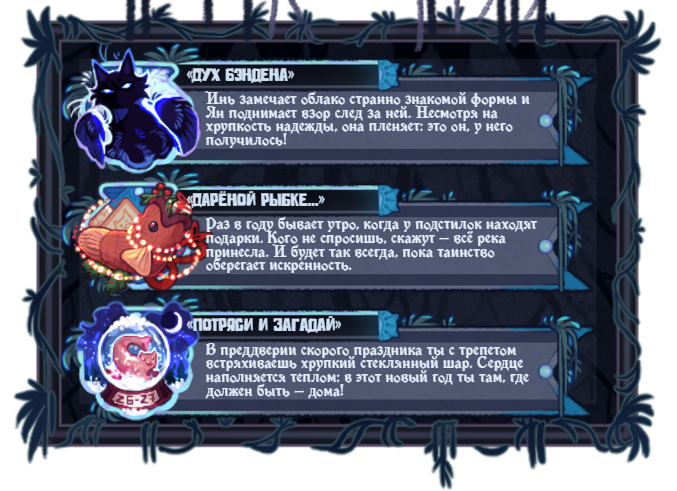 «ДУХ БЭНДЕНА»
Инь замечает облако странно знакомой формы и
Ян поднимает взор след за ней. Несмотря на
хрупкость надежды, она пленяет: это он, у него
получилось!
«ДАРЁНОЙ РЫБКЕ...»
Раз в году бывает утро, когда у подстилок находят
подарки. Кого не спросишь, скажут – всё река
принесла. И будет так всегда, пока таинство
оберегает искренность.
«ПОТРЯСИ И ЗАГАДАЙ»
В преддверии скорого праздника ты с трепетом
встряхиваешь хрупкий стеклянный шар. Сердце
наполняется теплом: в этот новый год ты там, где
должен быть – дома!
26-27